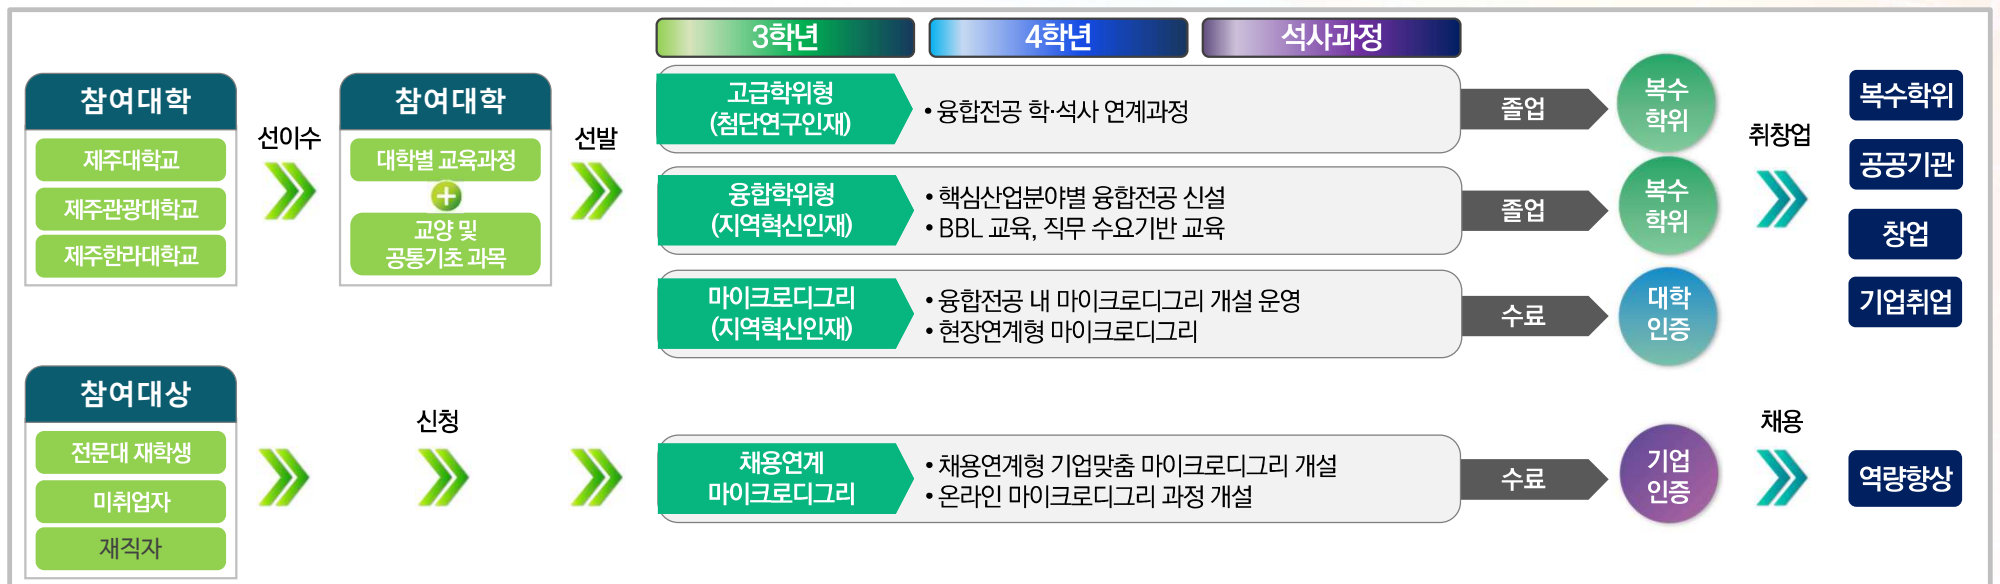 3학년
4학년
석사과정
참여대학
제주대학교
제주관광대학교
제주한라대학교
선이수
참여대학
대학별 교육과정
+
교양 및
공통기초 과목
선발
고급학위형
(첨단연구인재)
• 융합전공 학·석사 연계과정
졸업
복수
학위
융합학위형
(지역혁신인재)
• 핵심산업분야별 융합전공 신설
• BBL 교육, 직무 수요기반 교육
졸업
복수
학위
마이크로디그리
(지역혁신인재)
• 융합전공 내 마이크로디그리 개설 운영
• 현장연계형 마이크로디그리
수료
대학
인증
취창업
복수학위
공공기관
창업
기업취업
참여대상
전문대 재학생
미취업자
재직자
신청
채용연계
마이크로디그리
• 채용연계형 기업맞춤 마이크로디그리 개설
• 온라인 마이크로디그리 과정 개설
수료
기업
인증
채용
역량향상